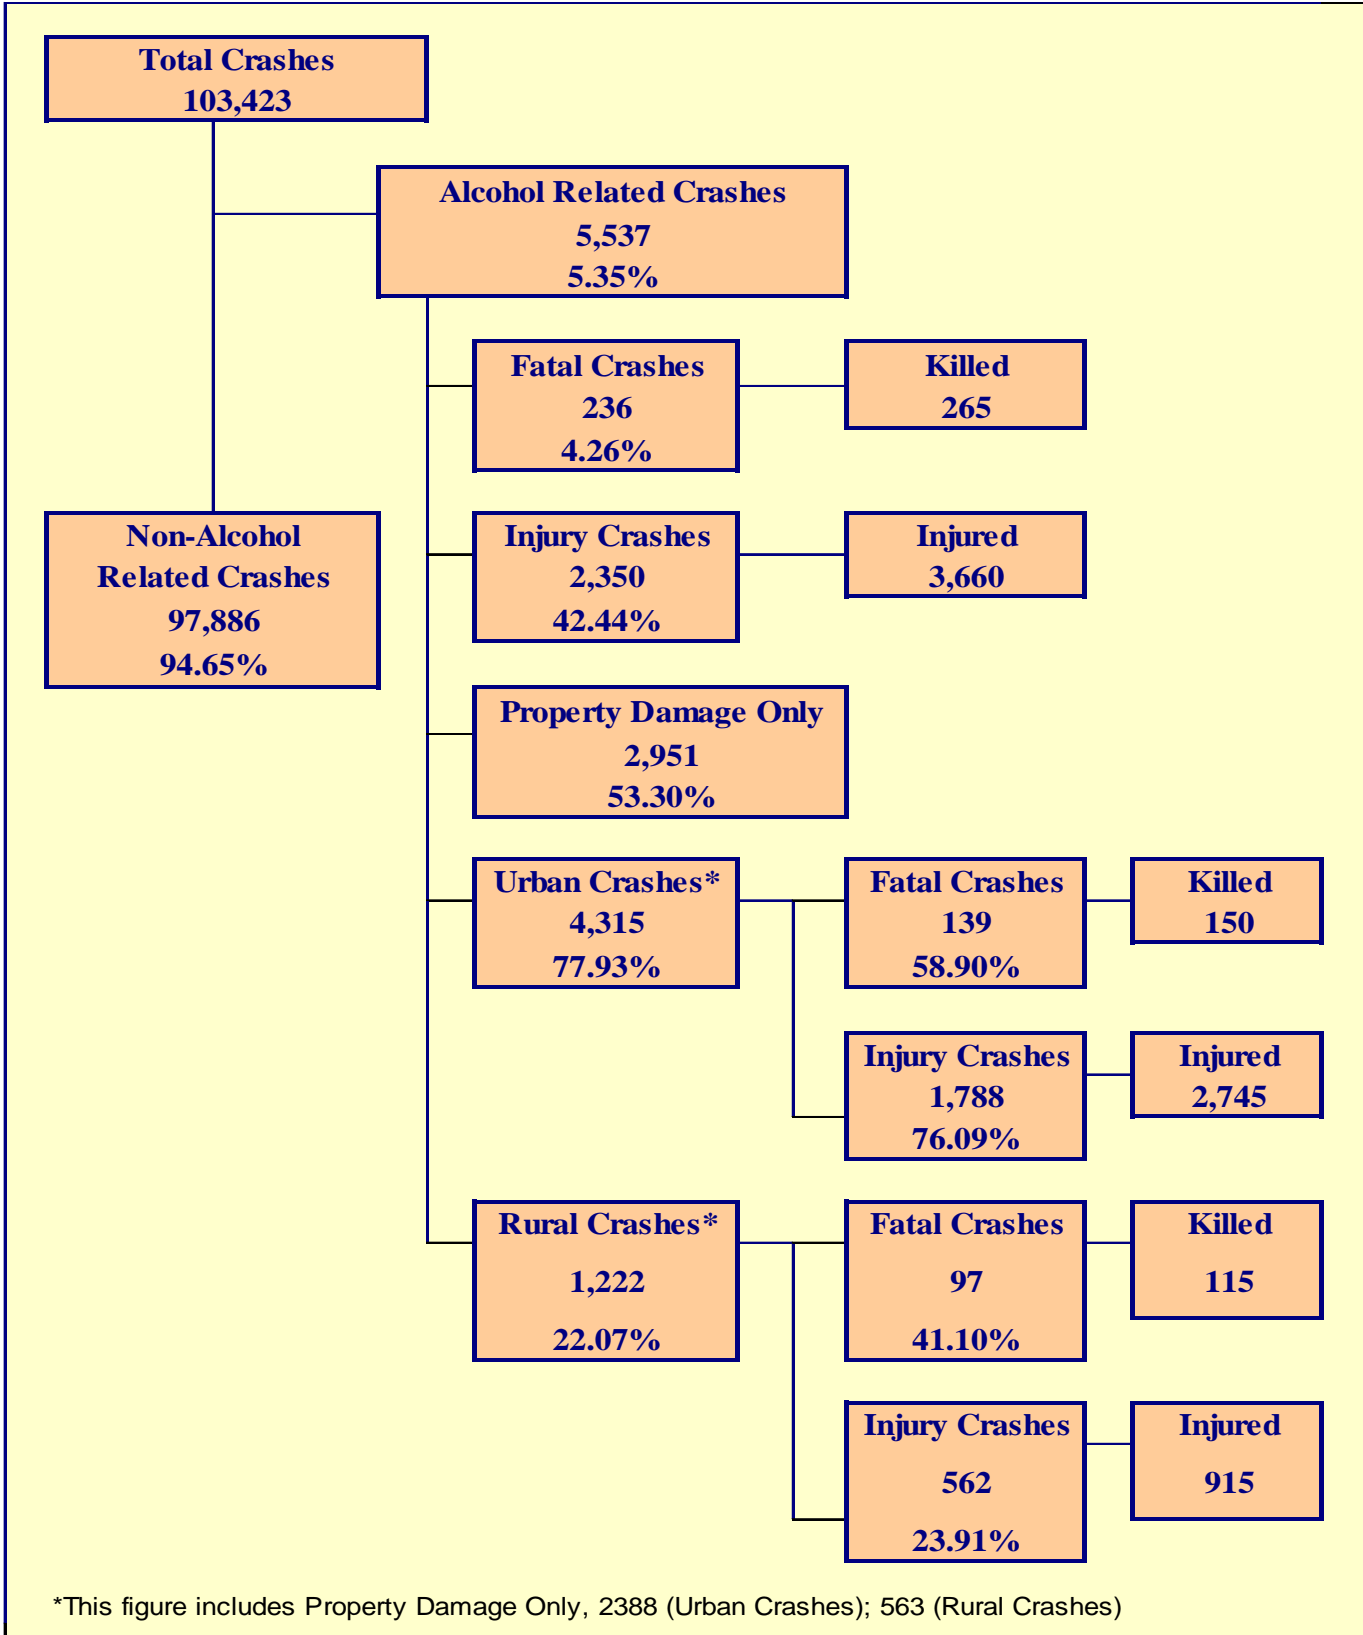 Total Crashes
103,423
Alcohol Related Crashes
5,537
5.35%
Fatal Crashes
236
4.26%
Killed
265
Non-Alcohol
Related Crashes
97,886
94.65%
Injury Crashes
2,350
42.44%
Injured
3,660
Property Damage Only
2,951
53.30%
Urban Crashes*
4,315
77.93%
Fatal Crashes
139
58.90%
Killed
150
Injury Crashes
1,788
76.09%
Injured
2,745
Rural Crashes*
1,222
22.07%
Fatal Crashes
97
41.10%
Killed
115
Injury Crashes
562
23.91%
Injured
915
*This figure includes Property Damage Only, 2388 (Urban Crashes); 563 (Rural Crashes)